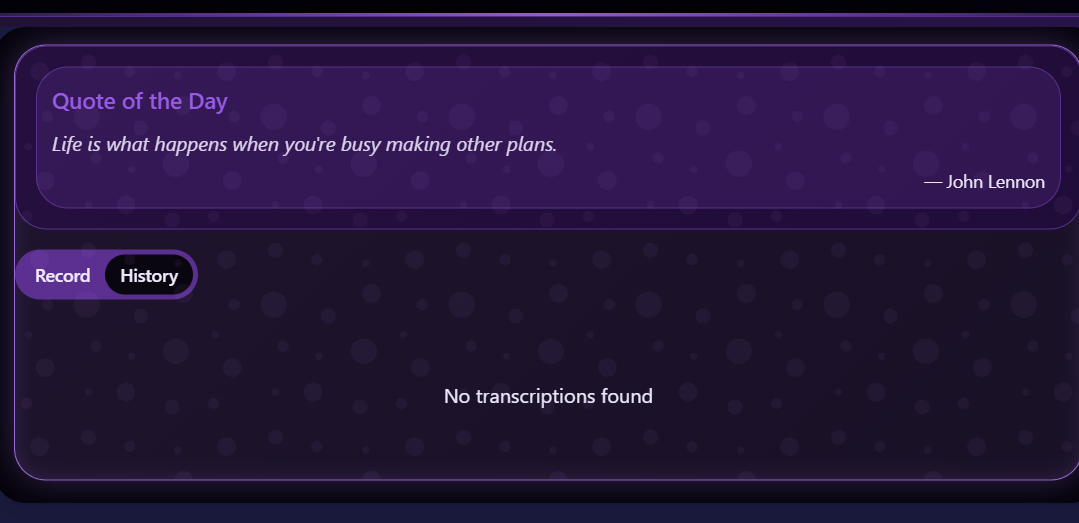 Quote of the Day
Life is what happens when you're busy making other plans.
— John Lennon
Record History
No transcriptions found